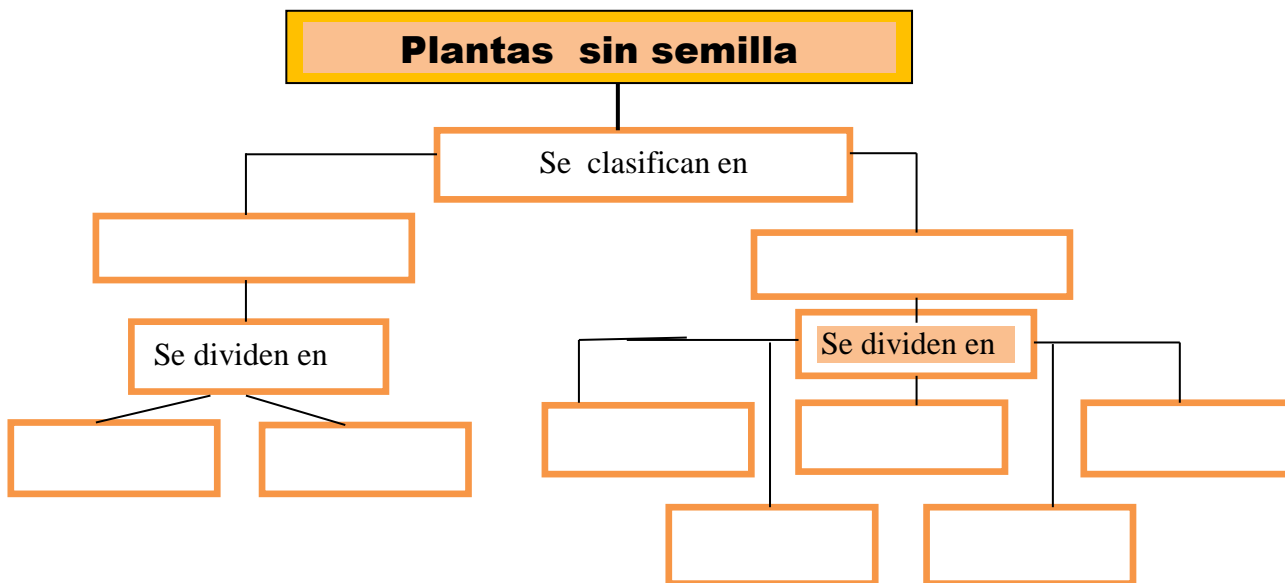 Plantas sin semilla
Se clasifican en
Se dividen en
Se dividen en